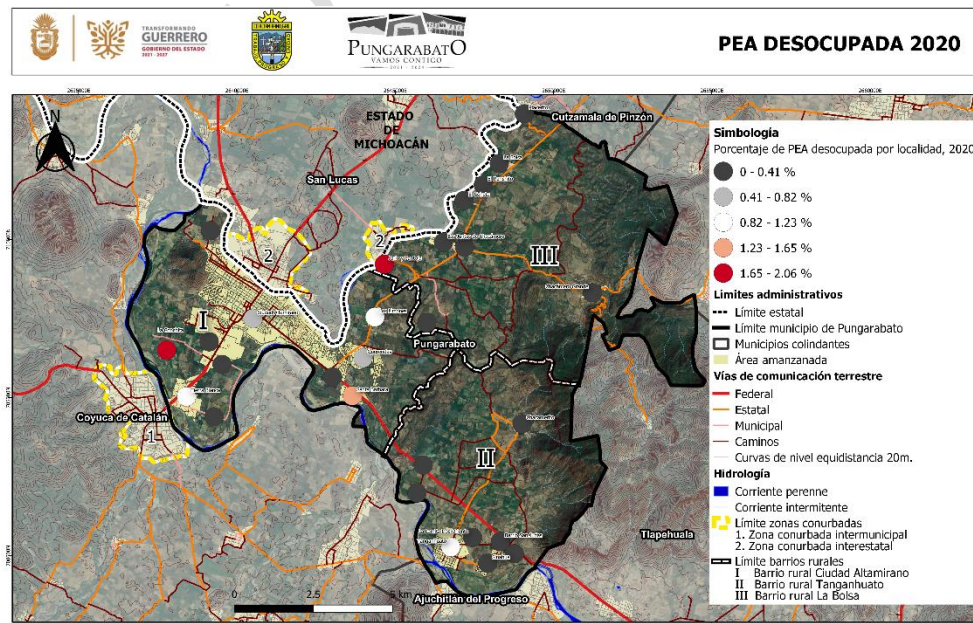 TRANSFORMANDO
GUERRERO
GOBIERNO DEL ESTADO
2021 - 2027
PUNGARABATO
VAMOS CONTIGO
PEA DESOCUPADA 2020
N
ESTADO
DE
MICHOACÁN
Cutzamala de Pinzón
San Lucas
2
2
III
I
Pungarabato
Coyuca de Catalán
1
II
Tlapehuala
Ajuchitlán del Progreso
0
2.5
5 km
Simbología
Porcentaje de PEA desocupada por localidad, 2020
0 - 0.41 %
0.41 - 0.82 %
0.82 - 1.23 %
1.23 - 1.65 %
1.65 - 2.06 %
Límites administrativos
Límite estatal
Límite municipio de Pungarabato
Municipios colindantes
Área amanzanada
Vías de comunicación terrestre
Federal
Estatal
Municipal
Caminos
Curvas de nivel equidistancia 20m.
Hidrología
Corriente perenne
Corriente intermitente
Límite zonas conurbadas
1. Zona conurbada intermunicipal
2. Zona conurbada interestatal
Límite barrios rurales
I Barrio rural Ciudad Altamirano
II Barrio rural Tanganhuato
III Barrio rural La Bolsa